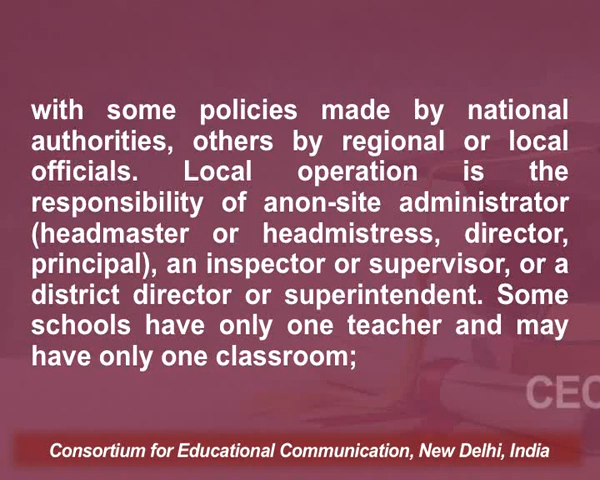 with some policies made by national
authorities, others by regional or local
officials. Local operation is the
responsibility of anon-site administrator
(headmaster or headmistress, director,
principal), an inspector or supervisor, or a
district director or superintendent. Some
schools have only one teacher and may
have only one classroom;
CEC
Consortium for Educational Communication, New Delhi, India